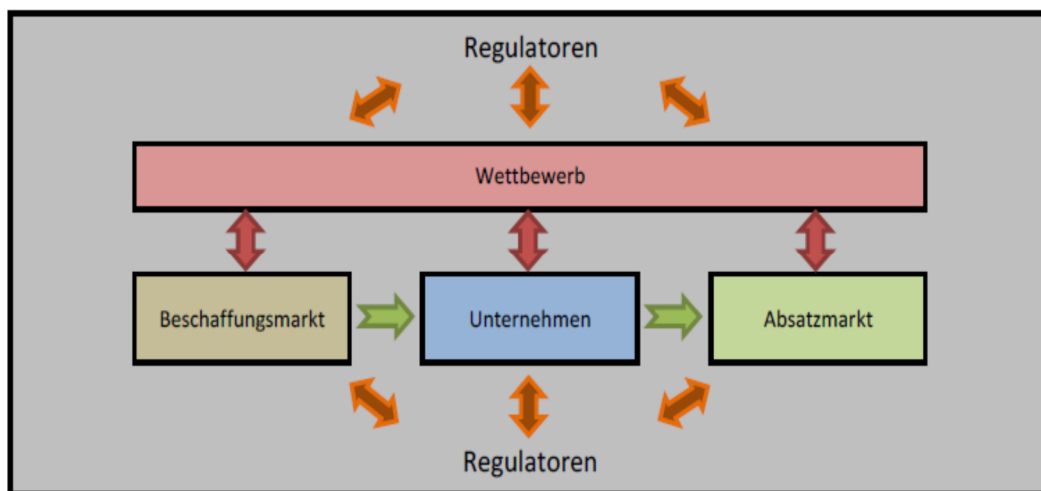 Regulatoren
Wettbewerb
Beschaffungsmarkt
Unternehmen
Absatzmarkt
Regulatoren